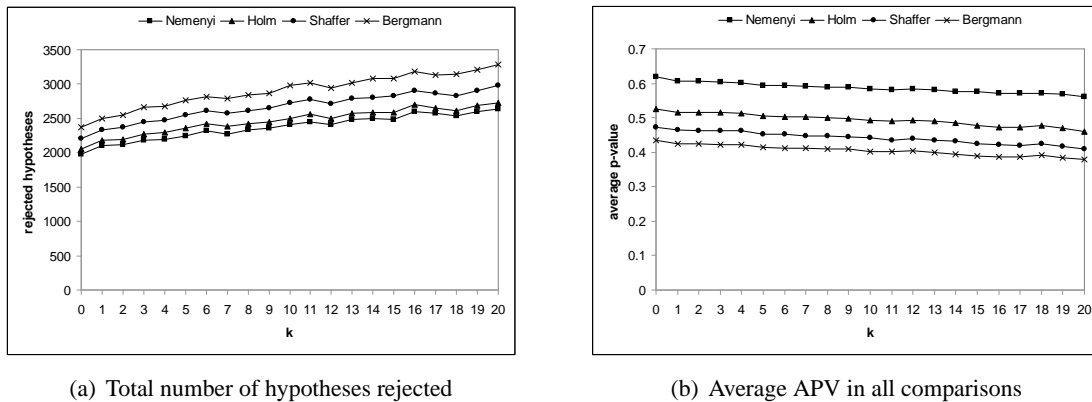 Nemenyi Holm Shaffer Bergmann
3500
3000
2500
2000
1500
1000
500
0
rejected hypotheses
0 1 2 3 4 5 6 7 8 9 10 11 12 13 14 15 16 17 18 19 20
k
(a) Total number of hypotheses rejected
Nemenyi Holm Shaffer Bergmann
0.7
0.6
0.5
0.4
0.3
0.2
0.1
0
average p-value
0 1 2 3 4 5 6 7 8 9 10 11 12 13 14 15 16 17 18 19 20
k
(b) Average APV in all comparisons